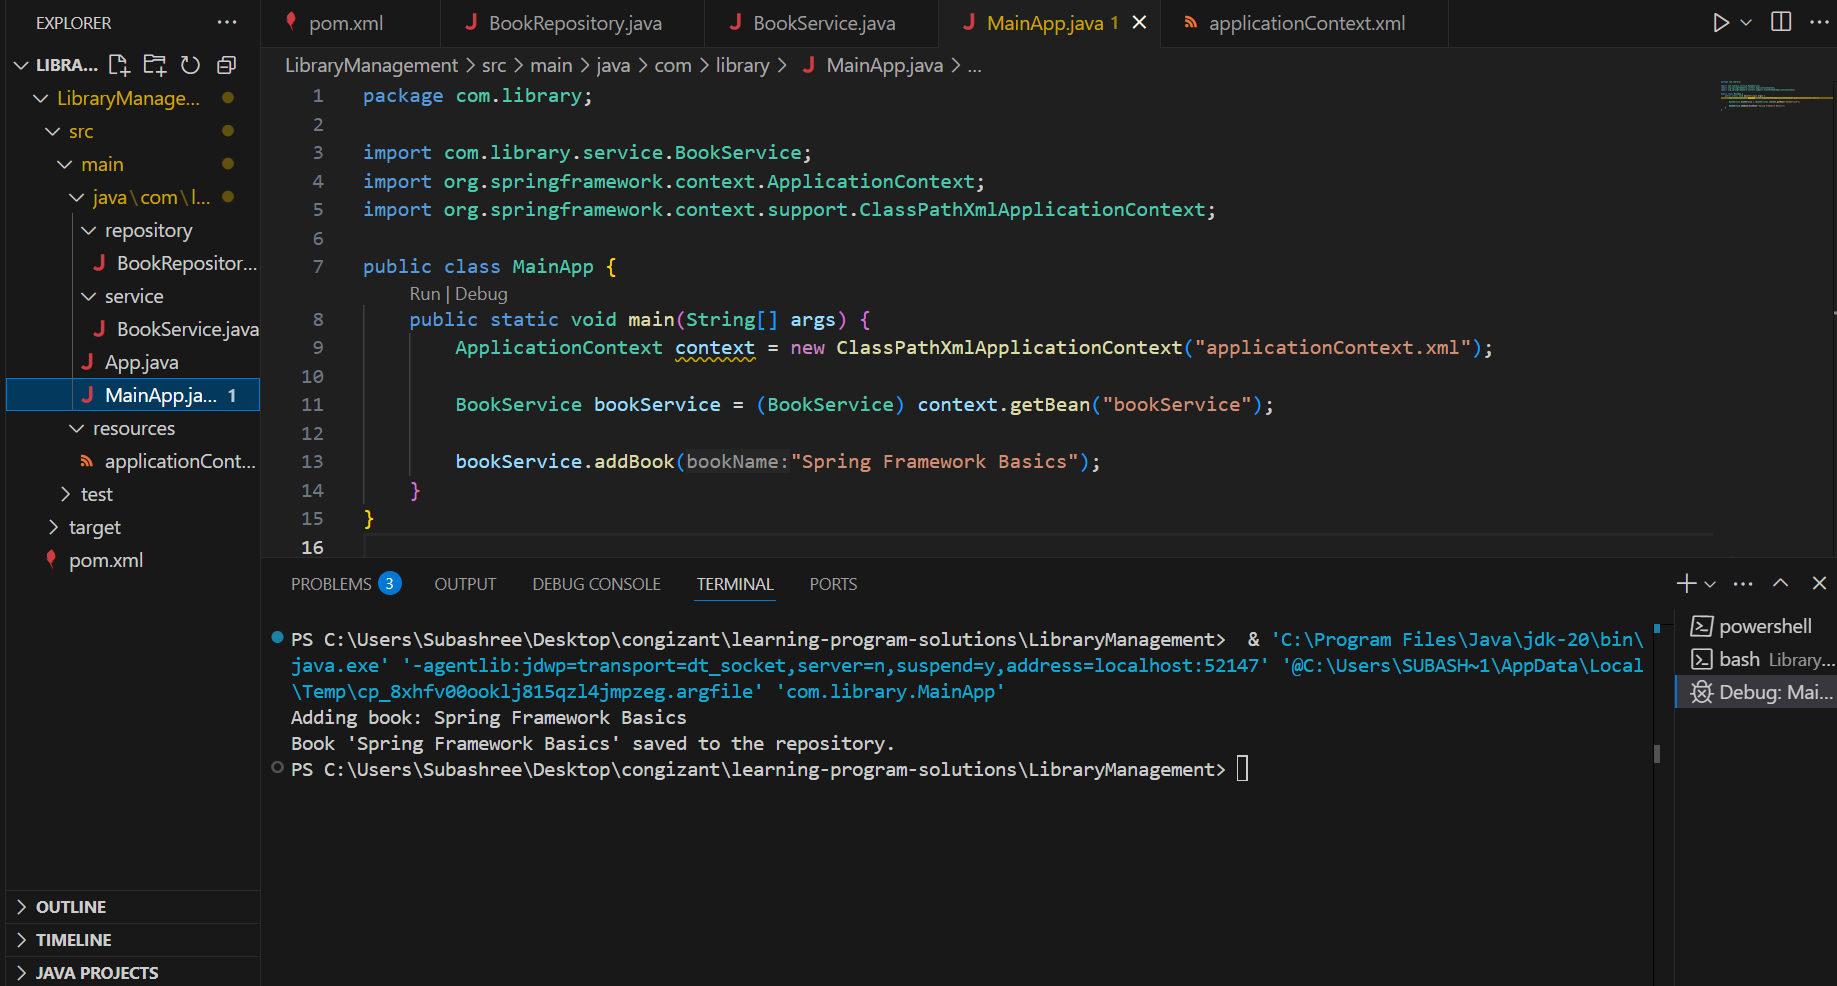 EXPLORER ···
LIBRA...
LibraryManage...
src
main
java\com\l...
repository
BookRepositor...
service
BookService.java
App.java
MainApp.ja... 1
resources
applicationCont...
test
target
pom.xml
OUTLINE
TIMELINE
JAVA PROJECTS
pom.xml
BookRepository.java
BookService.java
MainApp.java 1
applicationContext.xml
LibraryManagement > src > main > java > com > library > MainApp.java > ...
1 package com.library;
2
3 import com.library.service.BookService;
4 import org.springframework.context.ApplicationContext;
5 import org.springframework.context.support.ClassPathXmlApplicationContext;
6
7 public class MainApp {
Run | Debug
8 public static void main(String[] args) {
9 ApplicationContext context = new ClassPathXmlApplicationContext("applicationContext.xml");
10
11 BookService bookService = (BookService) context.getBean("bookService");
12
13 bookService.addBook(bookName:"Spring Framework Basics");
14 }
15 }
16
PROBLEMS 3 OUTPUT DEBUG CONSOLE TERMINAL PORTS
PS C:\Users\Subashree\Desktop\congizant\learning-program-solutions\LibraryManagement>  & 'C:\Program Files\Java\jdk-20\bin\
java.exe' '-agentlib:jdwp=transport=dt_socket,server=n,suspend=y,address=localhost:52147' '@C:\Users\SUBASH~1\AppData\Local
\Temp\cp_8xhfv00ooklj815qzl4jmpzeg.argfile' 'com.library.MainApp'
Adding book: Spring Framework Basics
Book 'Spring Framework Basics' saved to the repository.
PS C:\Users\Subashree\Desktop\congizant\learning-program-solutions\LibraryManagement>
powershell
bash Library...
Debug: Mai...